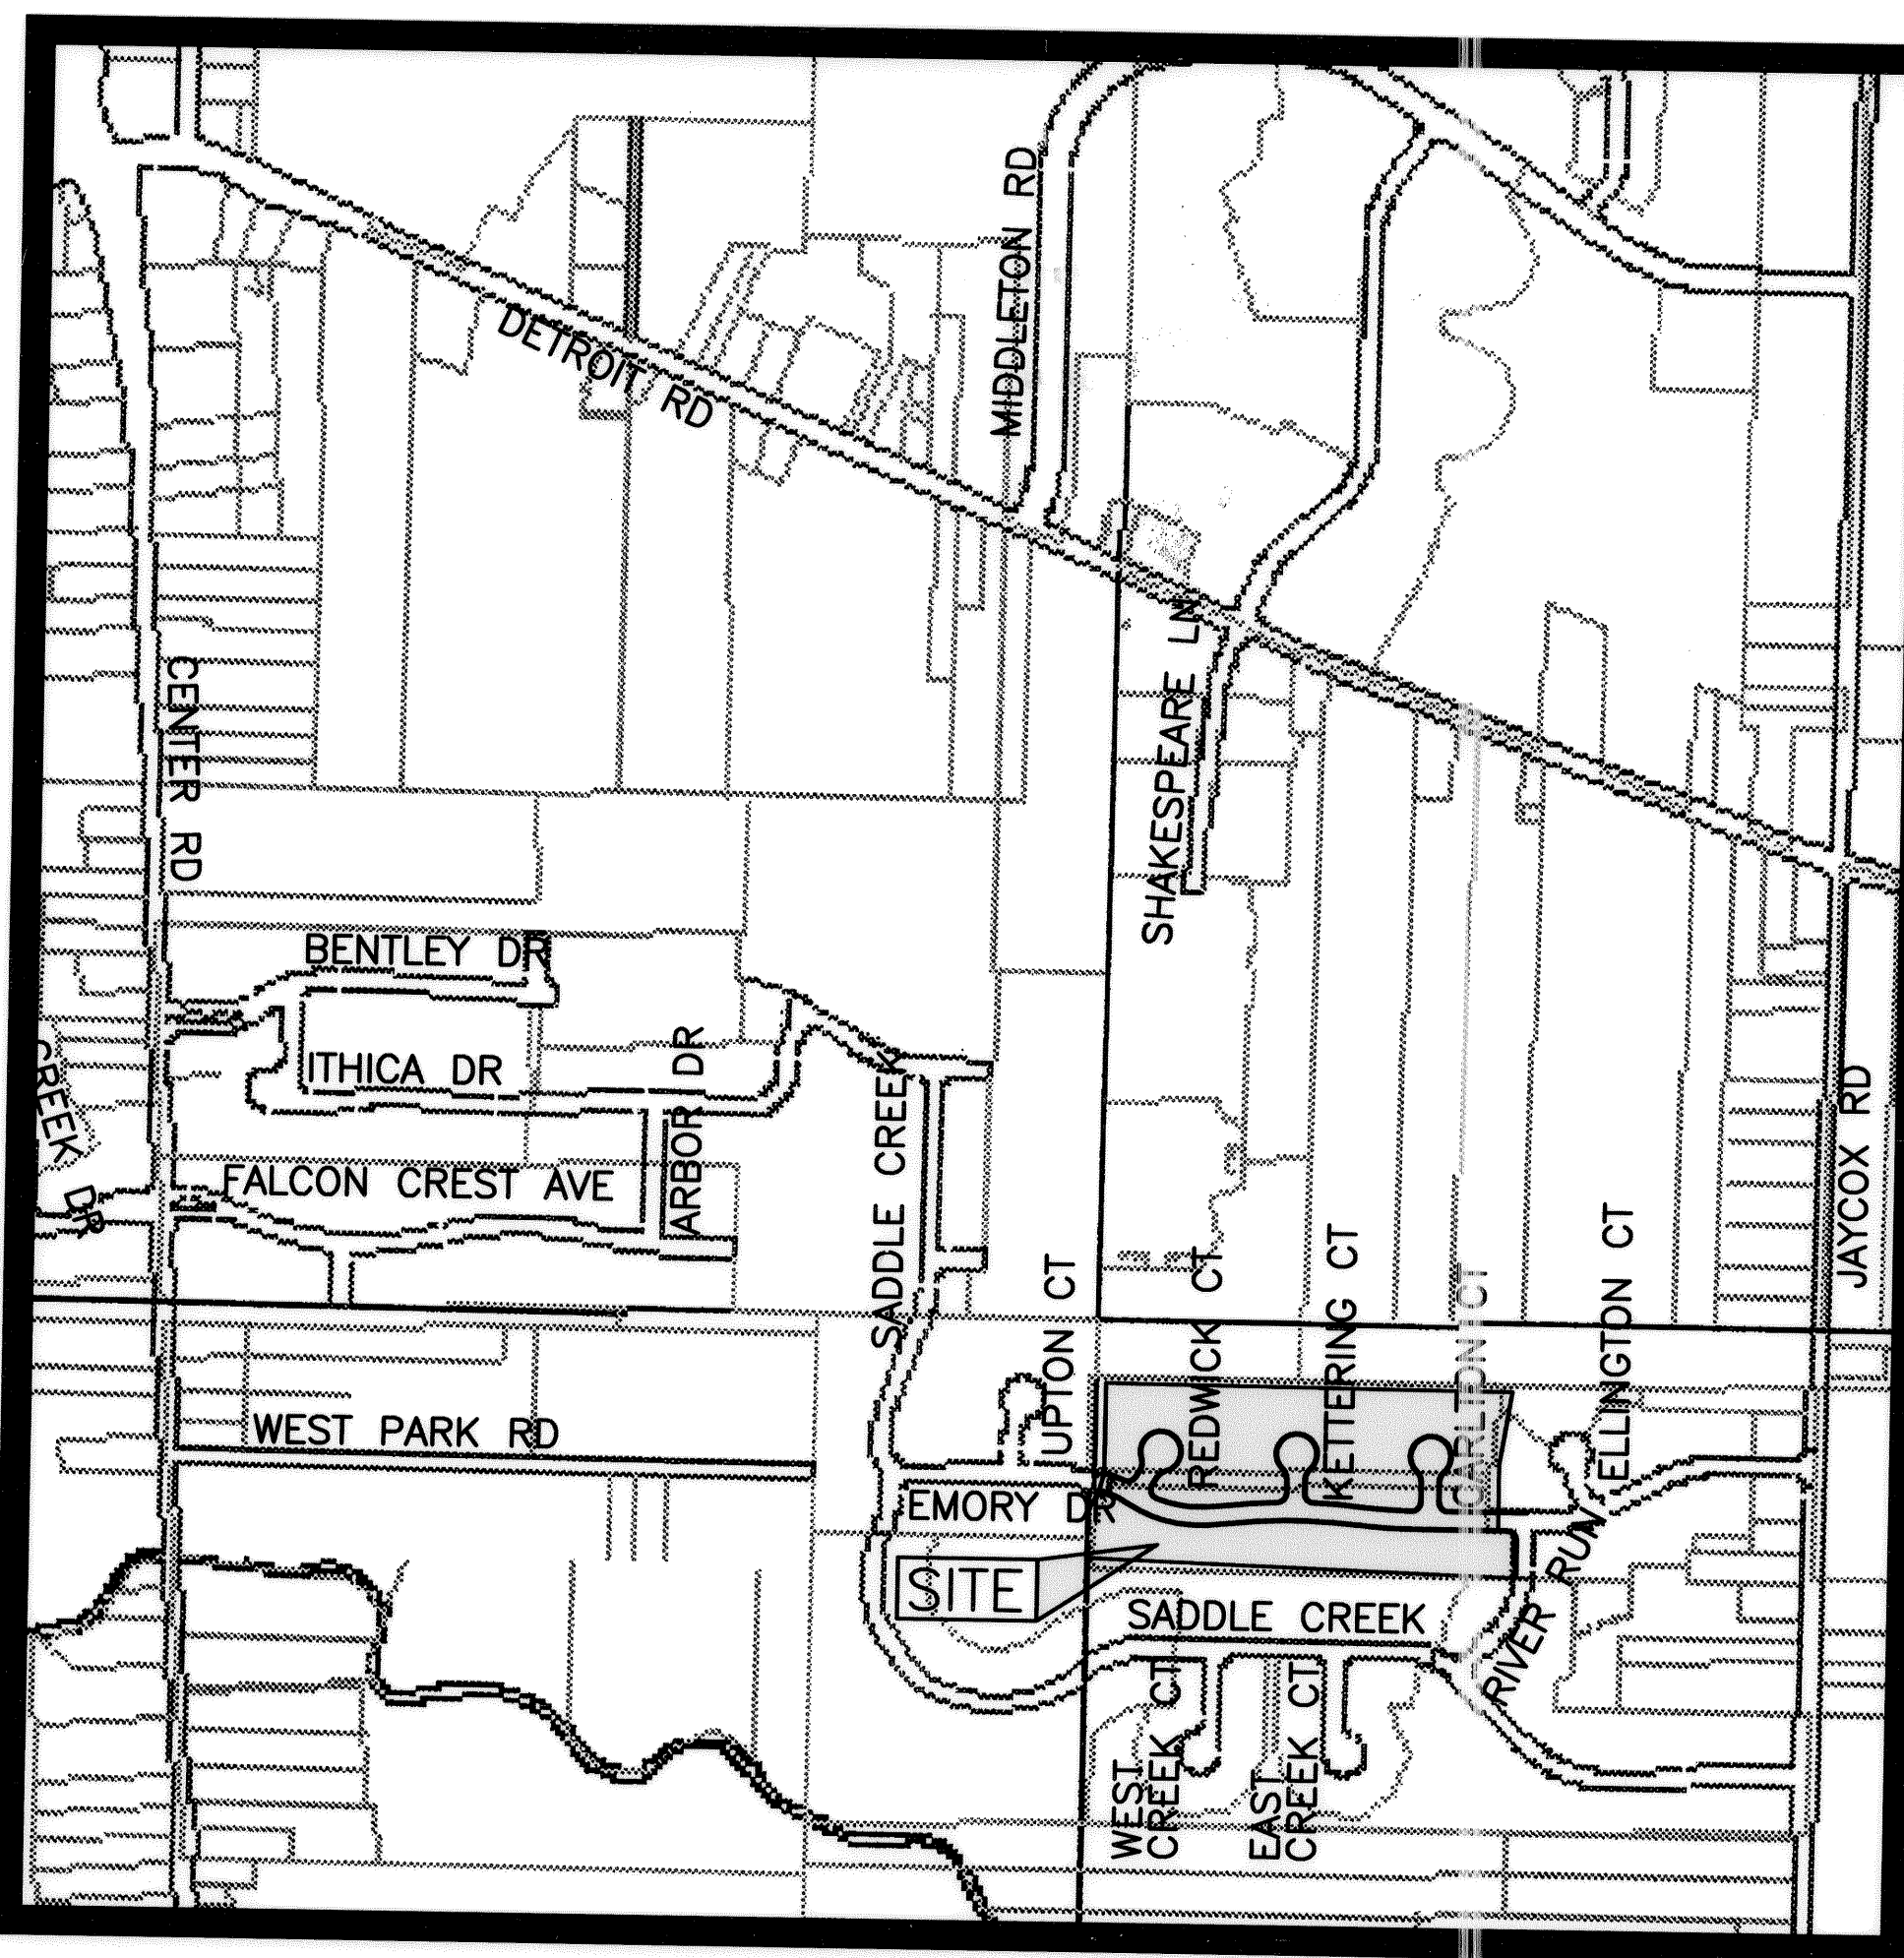 MIDDLETON RD
DETROIT RD
SHAKESPEARE LN
CENTER RD
BENTLEY DR
ITHICA DR
ARBOR DR
CREEK DR
FALCON CREST AVE
SADDLE CREEK
JAYCOX RD
UPTON CT
REDWICK CT
KETTERING CT
CARLTON CT
ELLINGTON CT
WEST PARK RD
EMORY DR
SITE
SADDLE CREEK
RIVER RUN
WEST
CREEK CT
EAST
CREEK CT